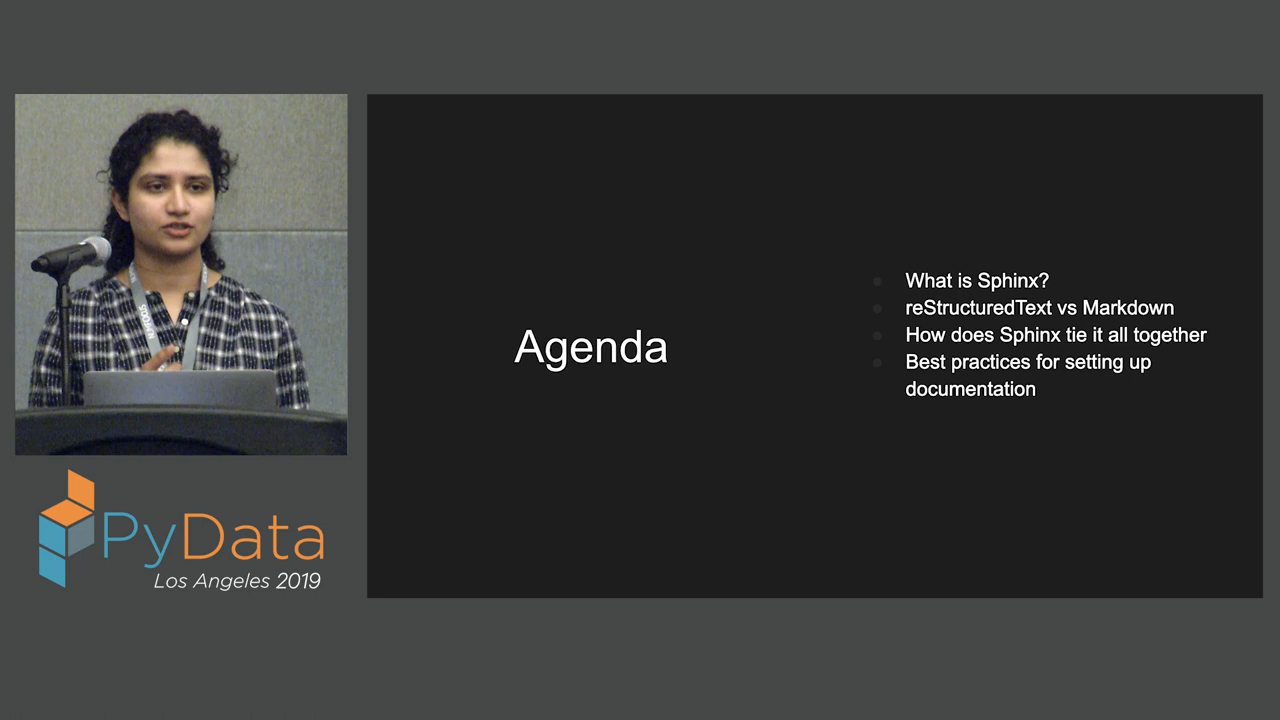 Agenda
What is Sphinx?
reStructuredText vs Markdown
How does Sphinx tie it all together
Best practices for setting up
documentation
PyData
Los Angeles 2019